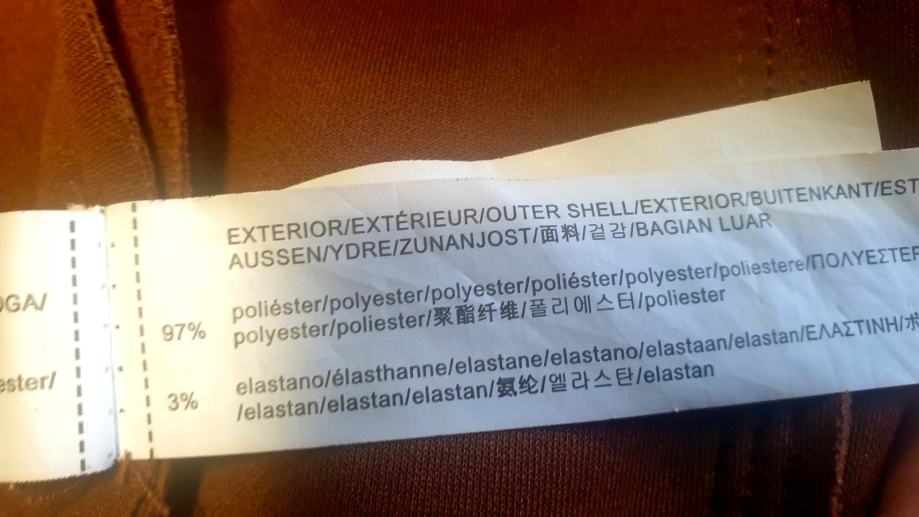 OGA/
ester/
EXTERIOR/EXTÉRIEUR/OUTER SHELL/EXTERIOR/BUITENKANT/EST
AUSSEN/YDRE/ZUNANJOST/面料/겉감/BAGIAN LUAR
97%
poliéster/polyester/polyester/poliéster/polyester/poliestere/ΠΟΛΥΕΣΤΕΡ
polyester/poliester/聚酯纤维/폴리에스터/poliester
3%
elastano/élasthanne/elastane/elastano/elastaan/elastan/ΕΛΑΣΤΙΝΗ/ポ
/elastan/elastan/elastan/氨纶/엘라스탄/elastan